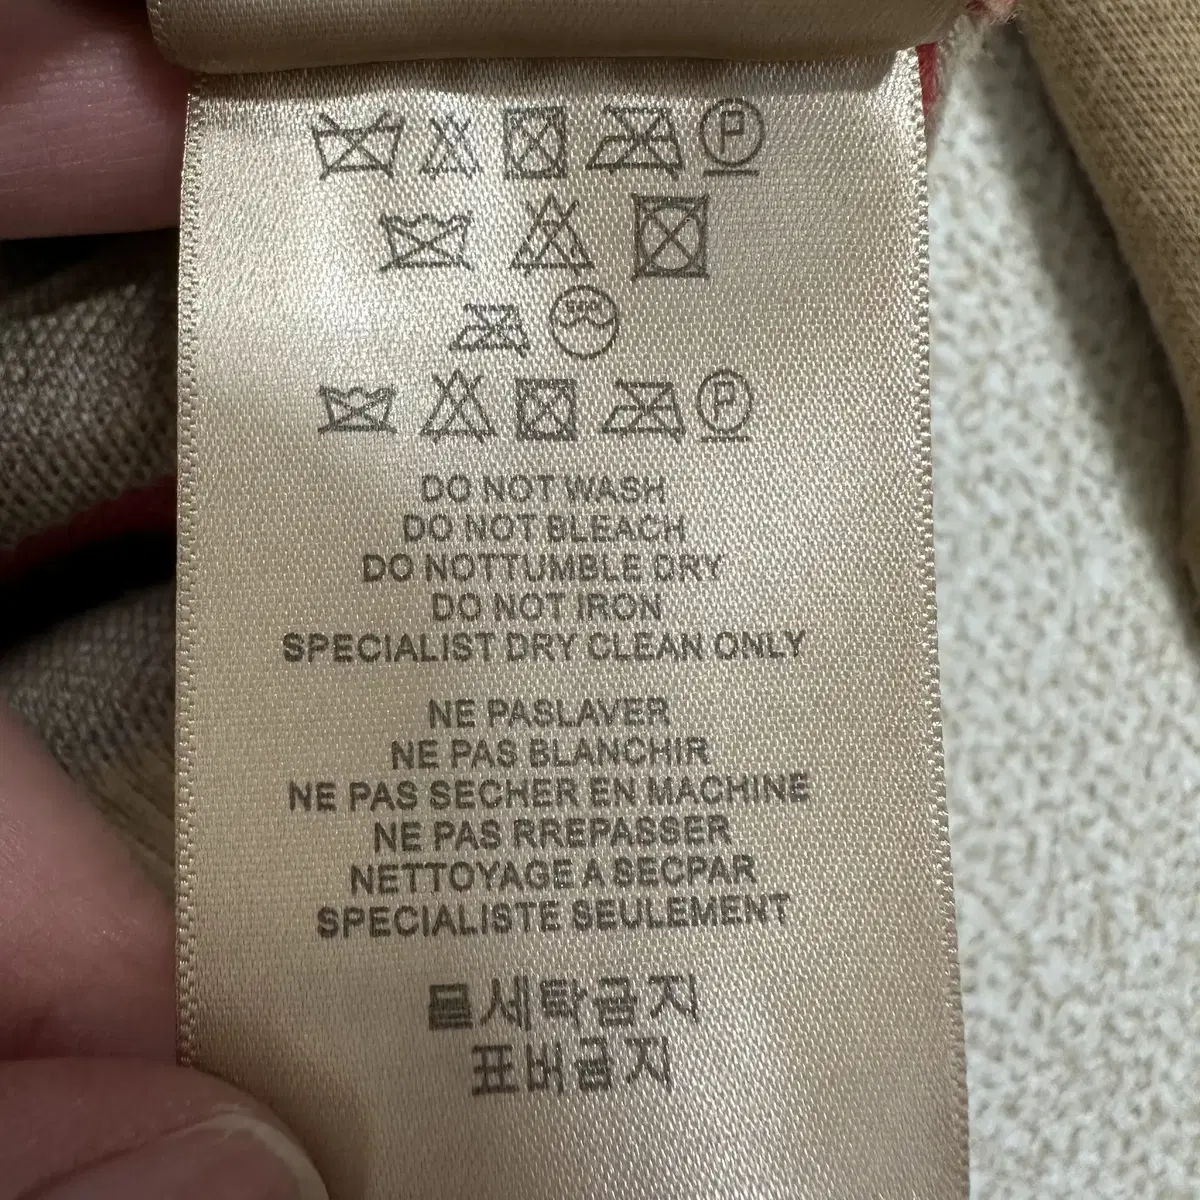 P
P
DO NOT WASH
DO NOT BLEACH
DO NOTTUMBLE DRY
DO NOT IRON
SPECIALIST DRY CLEAN ONLY
NE PASLAVER
NE PAS BLANCHIR
NE PAS SECHER EN MACHINE
NE PAS RREPASSER
NETTOYAGE A SECPAR
SPECIALISTE SEULEMENT
물세탁금지
표버금지